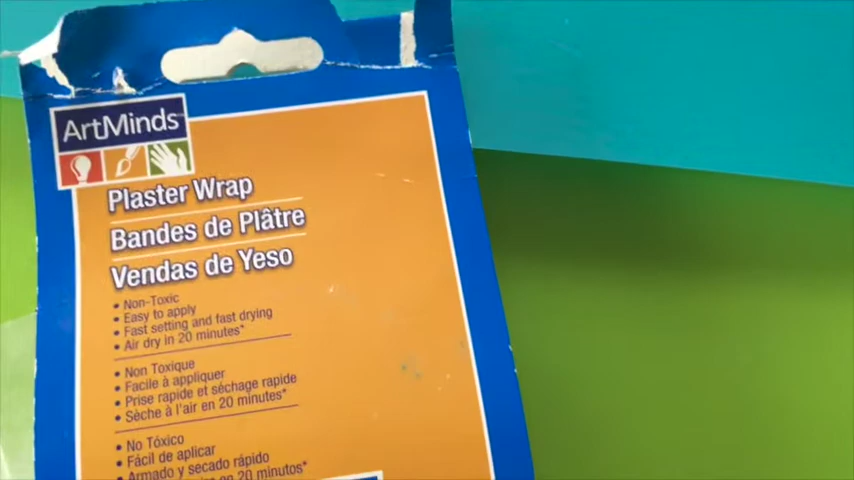 ArtMinds
Plaster Wrap
Bandes de Plâtre
Vendas de Yeso
• Non-Toxic
• Easy to apply
• Fast setting and fast drying
• Air dry in 20 minutes*
• Non Toxique
• Facile à appliquer
• Prise rapide et séchage rapide
• Sèche à l'air en 20 minutes*
• No Tóxico
• Fácil de aplicar
• Armado y secado rápido
en 20 minutos*